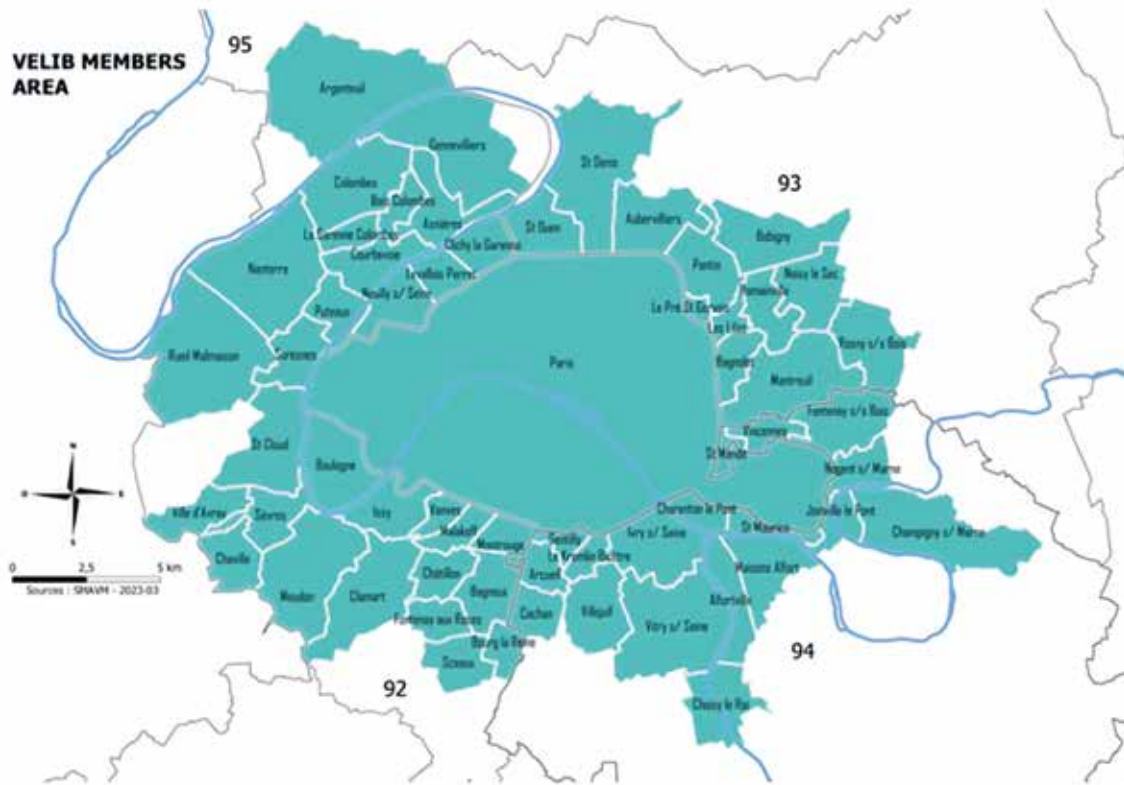 VELIB MEMBERS
AREA
95
Argenteuil
Gennevilliers
St Denis
93
Colombes
Bois Colombes
Asnières
St Ouen
Aubervilliers
Bobigny
La Garenne Colombes
Clichy la Garenne
Courbevoie
Pantin
Noisy le Sec
Nanterre
Levallois Perret
Neuilly s/ Seine
Romainville
Puteaux
Le Pré St Gervais
Les Lilas
Rosny s/s Bois
Rueil Malmaison
Suresnes
Paris
Bagnolet
Montreuil
Fontenay s/s Bois
Vincennes
St Cloud
St Mandé
Boulogne
Nogent s/ Marne
N
O
E
S
Ville d'Avray
Sèvres
Issy
Vanves
Charenton le Pont
Joinville le Pont
Malakoff
Ivry s/ Seine
St Maurice
Champigny s/ Marne
Montrouge
Gentilly
Le Kremlin Bicêtre
Chaville
Châtillon
Arcueil
Maisons Alfort
0 2,5 5 km
Sources : SMAVM - 2023-03
Meudon
Clamart
Bagneux
Alfortville
Cachan
Villejuif
Fontenay aux Roses
Vitry s/ Seine
Bourg la Reine
94
Sceaux
92
Choisy le Roi